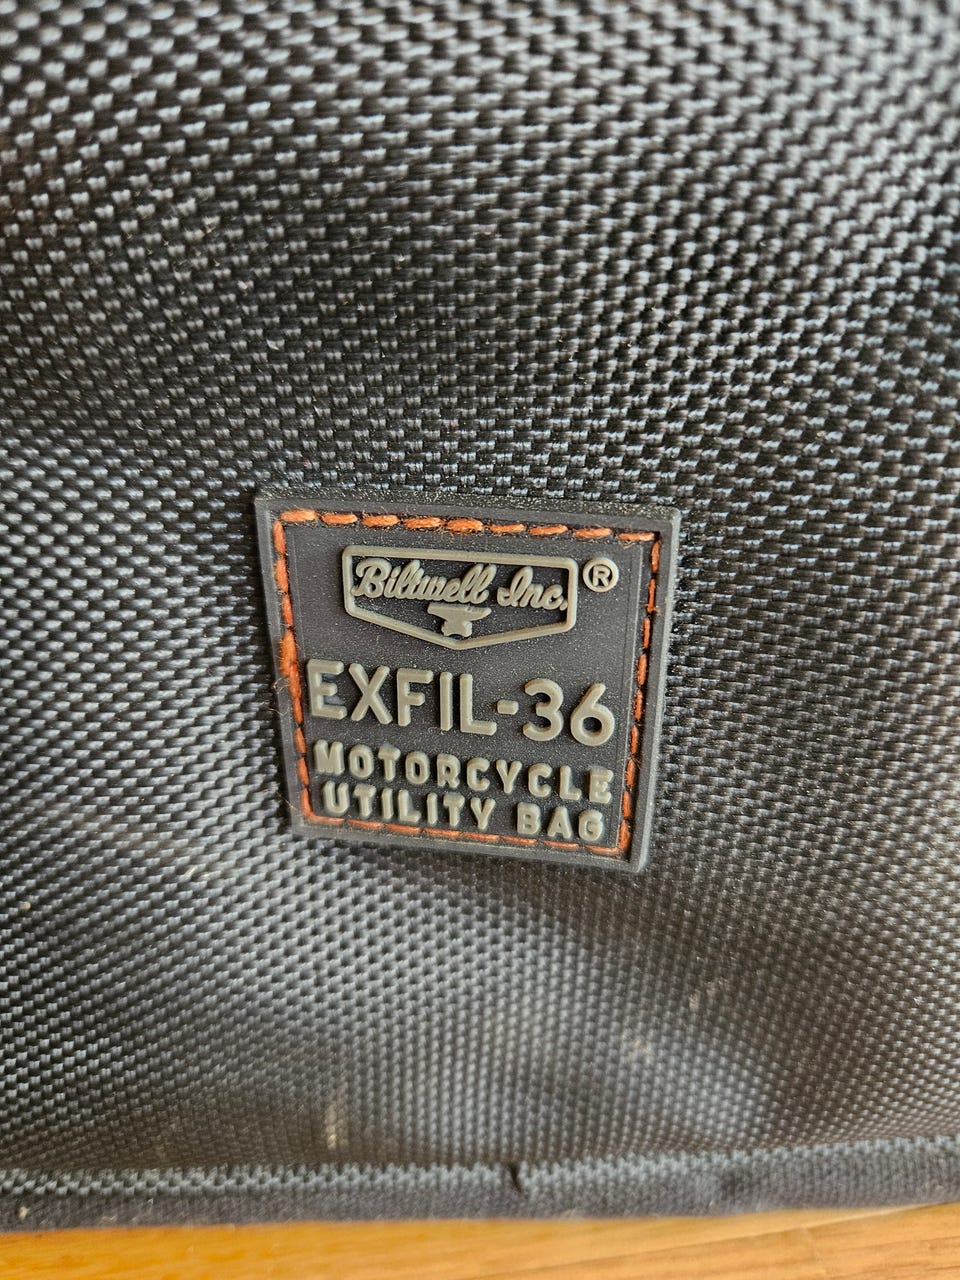 Biltwell Inc.®
EXFIL-36
MOTORCYCLE
UTILITY BAG